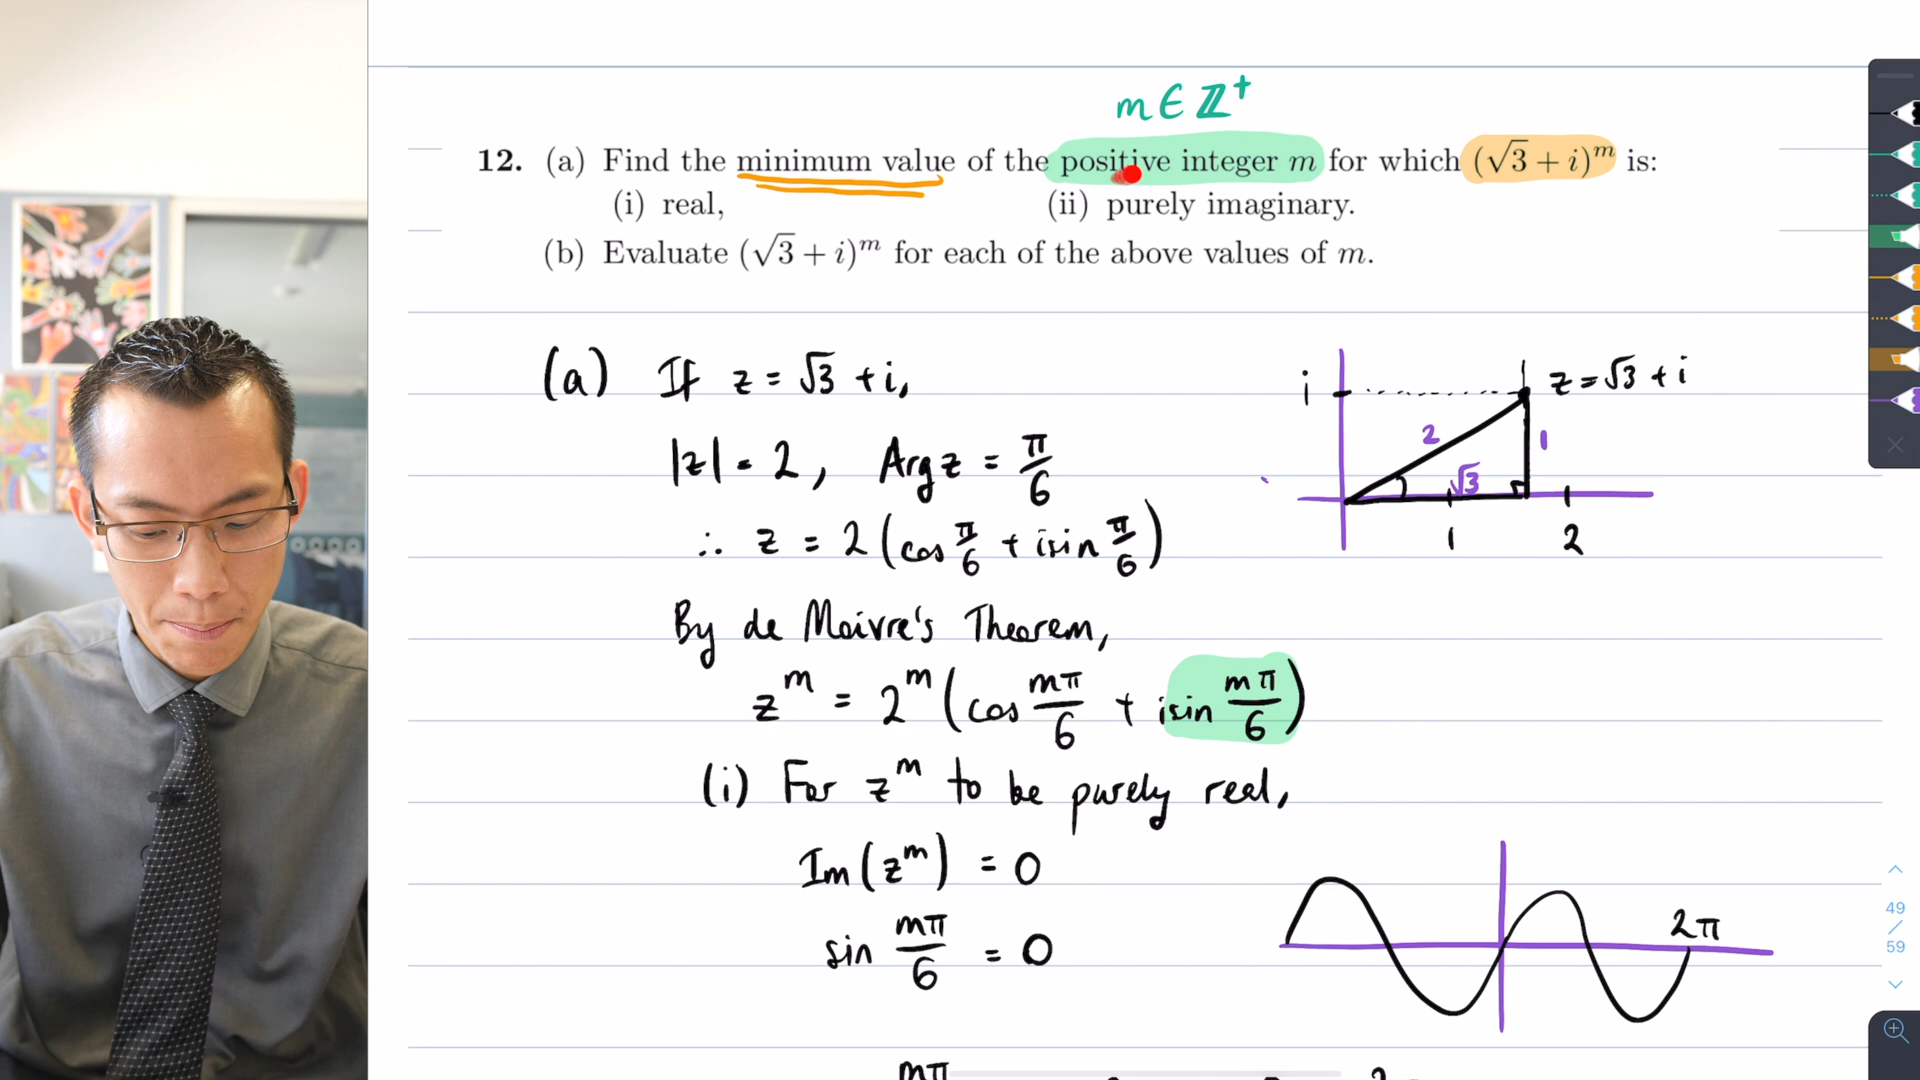 m ∈ ℤ⁺
12. (a) Find the minimum value of the positive integer m for which (√3 + i)ᵐ is:
(i) real, (ii) purely imaginary.
(b) Evaluate (√3 + i)ᵐ for each of the above values of m.
(a) If z = √3 + i,
i
z = √3 + i
|z| = 2, Arg z = π/6
2
1
√3
∴ z = 2(cos π/6 + i sin π/6)
1 2
By de Moivre's Theorem,
zᵐ = 2ᵐ(cos mπ/6 + i sin mπ/6)
(i) For zᵐ to be purely real,
Im(zᵐ) = 0
sin mπ/6 = 0
2π
49
/
59
mπ